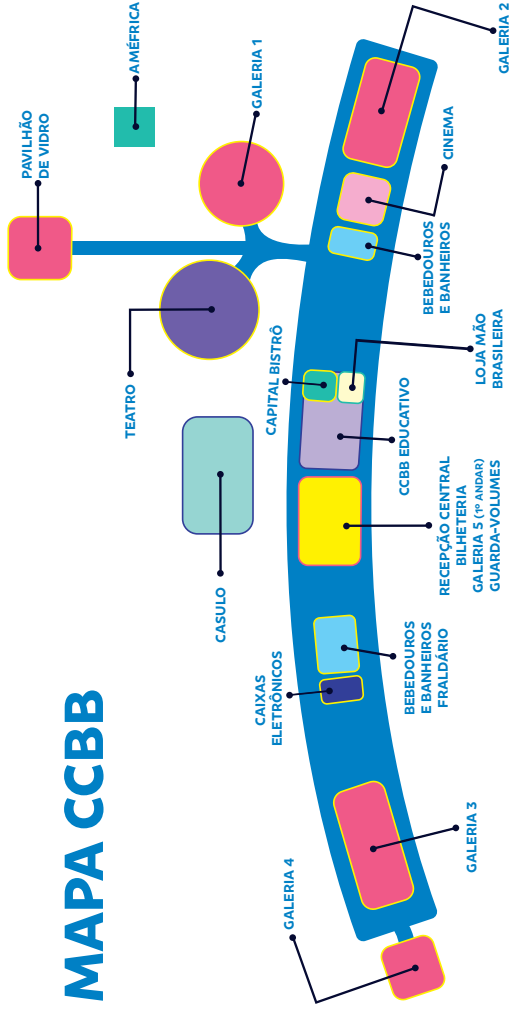 MAPA CCBB
GALERIA 4
GALERIA 3
CAIXAS
ELETRÔNICOS
BEBEDOUROS
E BANHEIROS
FRALDÁRIO
CASULO
RECEPÇÃO CENTRAL
BILHETERIA
GALERIA 5 (1º ANDAR)
GUARDA-VOLUMES
CAPITAL BISTRÔ
CCBB EDUCATIVO
LOJA MÃO
BRASILEIRA
TEATRO
BEBEDOUROS
E BANHEIROS
CINEMA
PAVILHÃO
DE VIDRO
AMÉFRICA
GALERIA 1
GALERIA 2